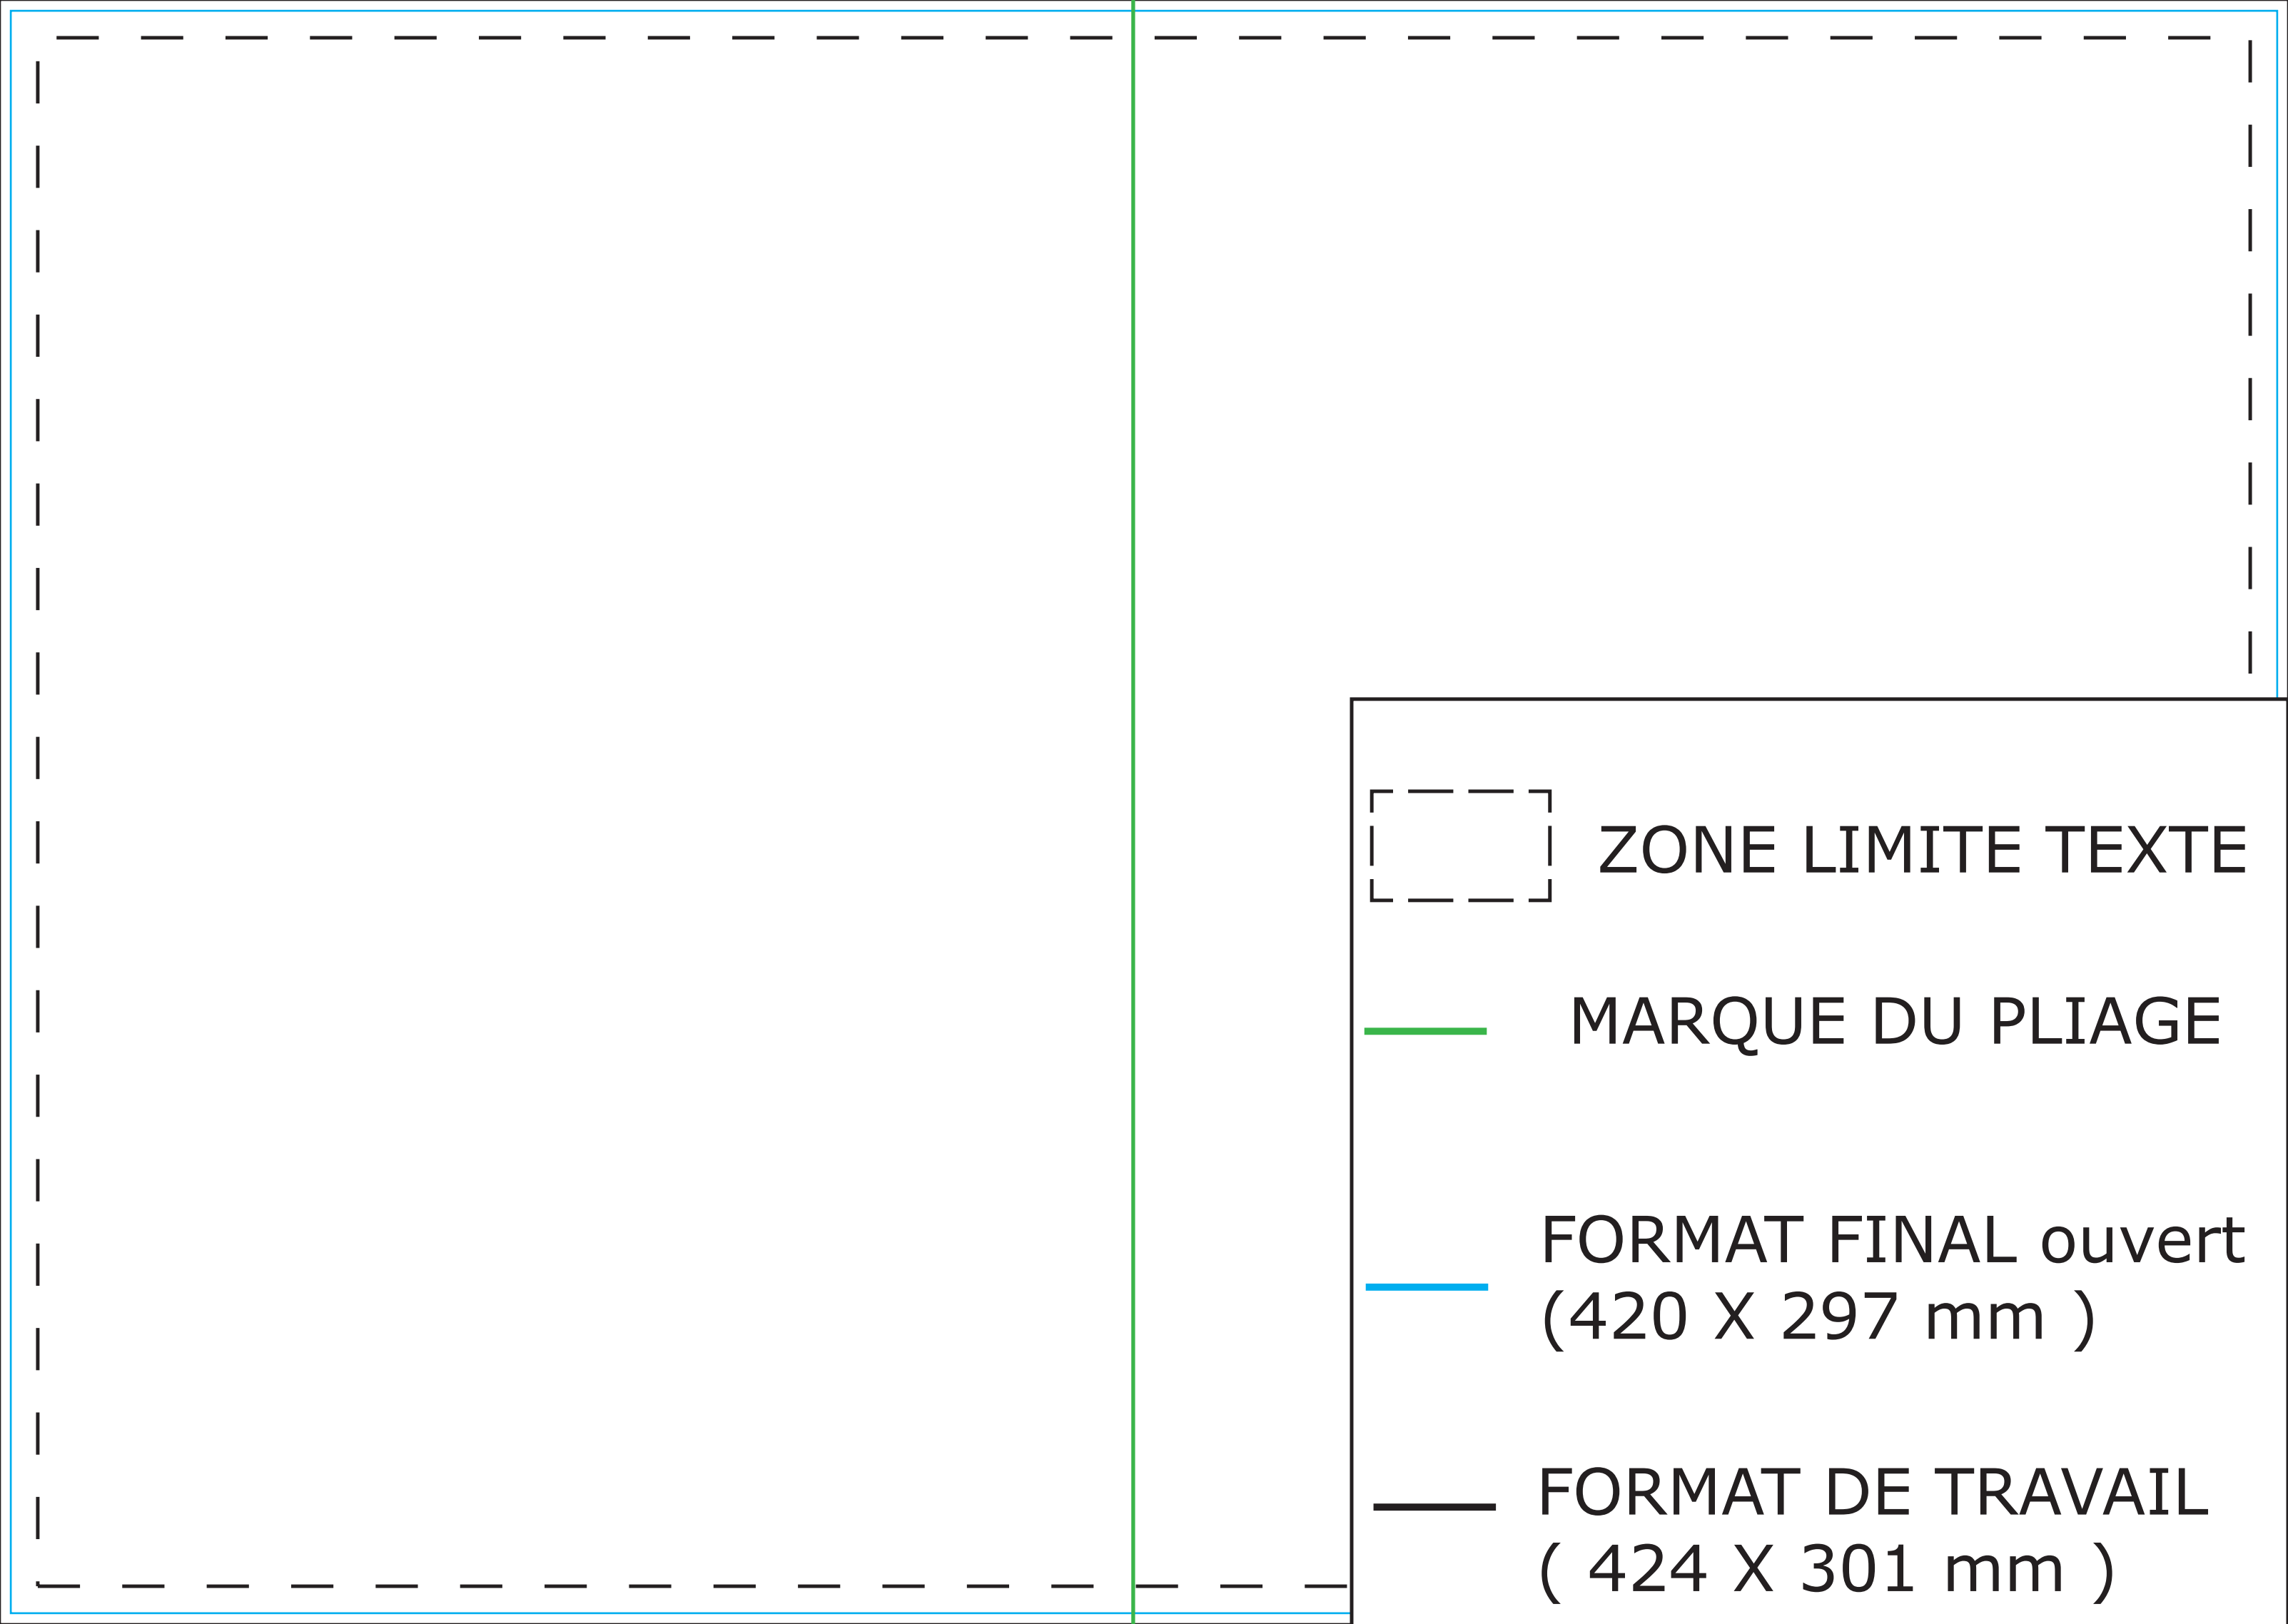 ZONE LIMITE TEXTE
MARQUE DU PLIAGE
FORMAT FINAL ouvert
(420 X 297 mm )
FORMAT DE TRAVAIL
( 424 X 301 mm )